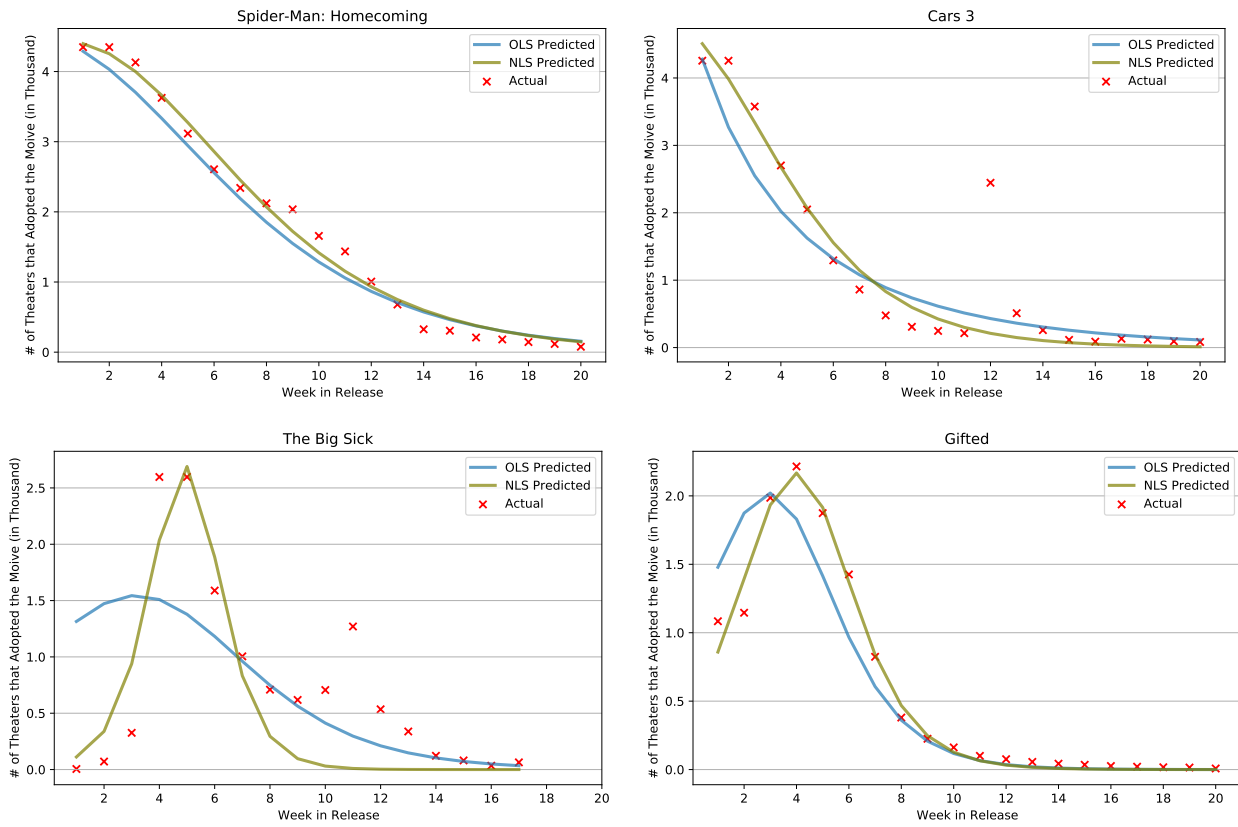 Spider-Man: Homecoming
# of Theaters that Adopted the Moive (in Thousand)
4
3
2
1
0
OLS Predicted
NLS Predicted
Actual
2 4 6 8 10 12 14 16 18 20
Week in Release
Cars 3
# of Theaters that Adopted the Moive (in Thousand)
4
3
2
1
0
OLS Predicted
NLS Predicted
Actual
2 4 6 8 10 12 14 16 18 20
Week in Release
The Big Sick
# of Theaters that Adopted the Moive (in Thousand)
2.5
2.0
1.5
1.0
0.5
0.0
OLS Predicted
NLS Predicted
Actual
2 4 6 8 10 12 14 16 18 20
Week in Release
Gifted
# of Theaters that Adopted the Moive (in Thousand)
2.0
1.5
1.0
0.5
0.0
OLS Predicted
NLS Predicted
Actual
2 4 6 8 10 12 14 16 18 20
Week in Release